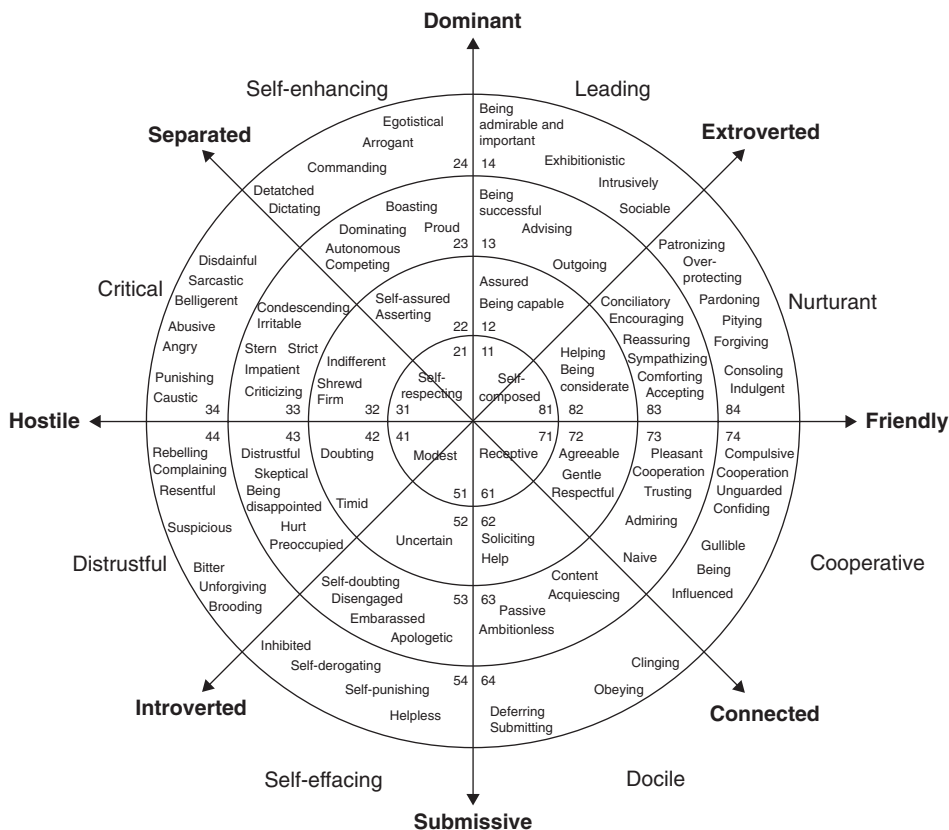 Dominant
Self-enhancing
Leading
Separated
Extroverted
Egotistical
Arrogant
Commanding
24
Detatched
Dictating
Being
admirable and
important
14
Exhibitionistic
Intrusively
Sociable
Boasting
Proud
Dominating
Autonomous
Competing
23
Being
successful
Advising
13
Outgoing
Self-assured
Asserting
22
Assured
Being capable
12
21
Self-
respecting
11
Self-
composed
Critical
Disdainful
Sarcastic
Belligerent
Abusive
Angry
Punishing
Caustic
34
Condescending
Irritable
Stern
Strict
Impatient
Criticizing
33
Indifferent
Shrewd
Firm
32
31
81
Helping
Being
considerate
82
Conciliatory
Encouraging
Reassuring
Sympathizing
Comforting
Accepting
83
Patronizing
Over-
protecting
Pardoning
Pitying
Forgiving
Consoling
Indulgent
84
Nurturant
Hostile
Friendly
44
Rebelling
Complaining
Resentful
Suspicious
Bitter
Unforgiving
Brooding
Distrustful
43
Distrustful
Skeptical
Being
disappointed
Hurt
Preoccupied
42
Doubting
Timid
41
Modest
51
71
Receptive
61
72
Agreeable
Gentle
Respectful
73
Pleasant
Cooperation
Trusting
Admiring
Naive
74
Compulsive
Cooperation
Unguarded
Confiding
Gullible
Being
Influenced
Cooperative
52
Uncertain
62
Soliciting
Help
Self-doubting
Disengaged
53
Embarassed
Apologetic
63
Content
Acquiescing
Passive
Ambitionless
Inhibited
Self-derogating
54
Self-punishing
Helpless
64
Clinging
Obeying
Deferring
Submitting
Introverted
Connected
Self-effacing
Docile
Submissive